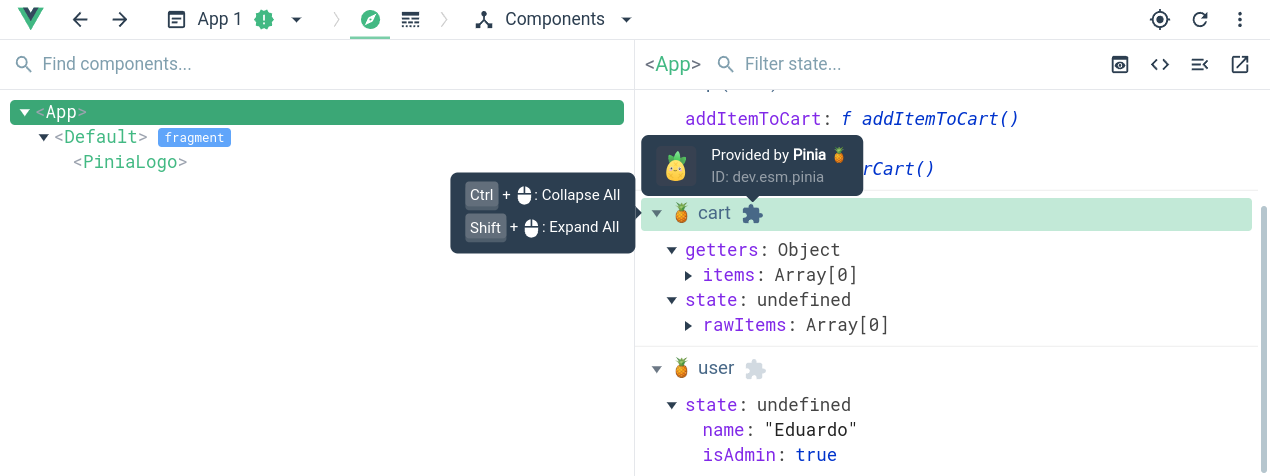 App 1
Components
Find components...
<App>
Filter state...
<App>
<Default> fragment
<PiniaLogo>
addItemToCart: f addItemToCart()
Provided by Pinia 🍍
ID: dev.esm.pinia
rCart()
Ctrl + : Collapse All
Shift + : Expand All
🍍 cart
getters: Object
items: Array[0]
state: undefined
rawItems: Array[0]
🍍 user
state: undefined
name: "Eduardo"
isAdmin: true